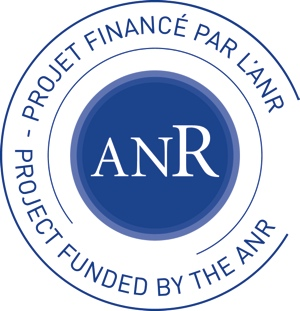 - PROJET FINANCÉ PAR L'ANR
- PROJECT FUNDED BY THE ANR
ANR